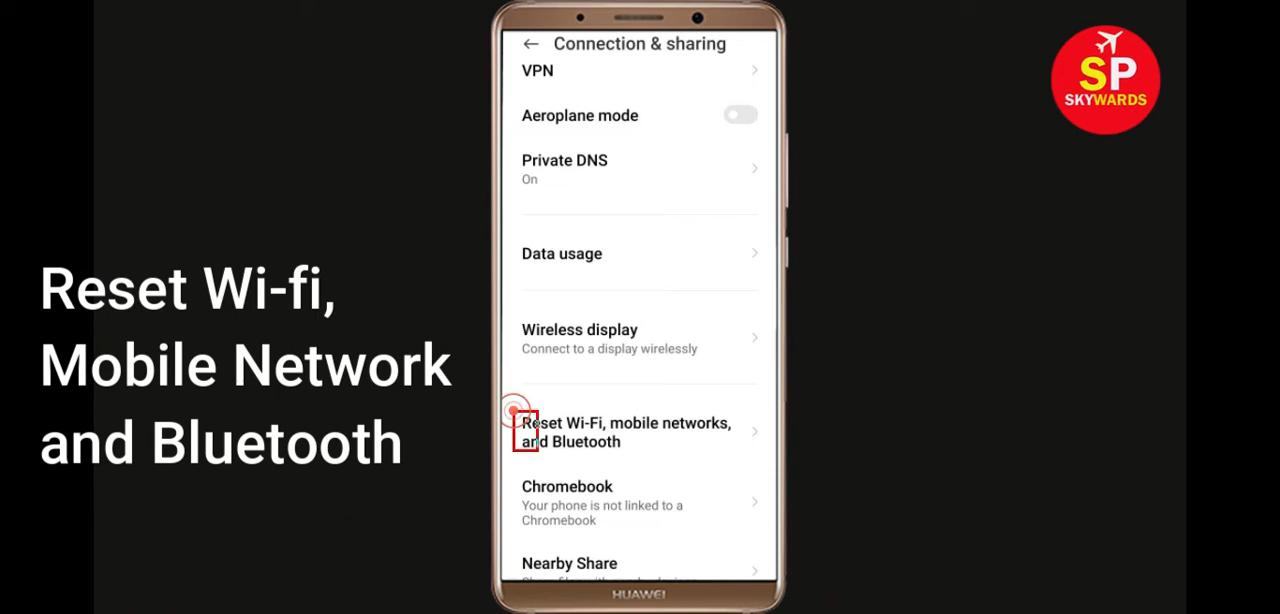 Connection & sharing
VPN
Aeroplane mode
Private DNS
On
Data usage
Wireless display
Connect to a display wirelessly
Reset Wi-Fi, mobile networks,
and Bluetooth
Chromebook
Your phone is not linked to a
Chromebook
Nearby Share
HUAWEI
Reset Wi-fi,
Mobile Network
and Bluetooth
SP
SKYWARDS